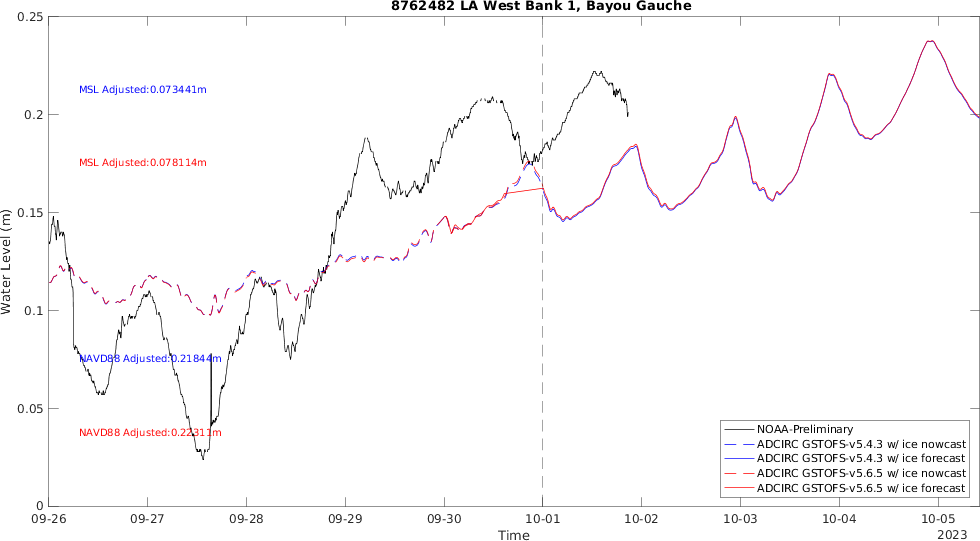 8762482 LA West Bank 1, Bayou Gauche
0.25
MSL Adjusted:0.073441m
0.2
MSL Adjusted:0.078114m
0.15
Water Level (m)
0.1
NAVD88 Adjusted:0.21844m
0.05
NAVD88 Adjusted:0.22311m
NOAA-Preliminary
ADCIRC GSTOFS-v5.4.3 w/ ice nowcast
ADCIRC GSTOFS-v5.4.3 w/ ice forecast
ADCIRC GSTOFS-v5.6.5 w/ ice nowcast
ADCIRC GSTOFS-v5.6.5 w/ ice forecast
0
09-26 09-27 09-28 09-29 09-30 10-01 10-02 10-03 10-04 10-05
Time
2023